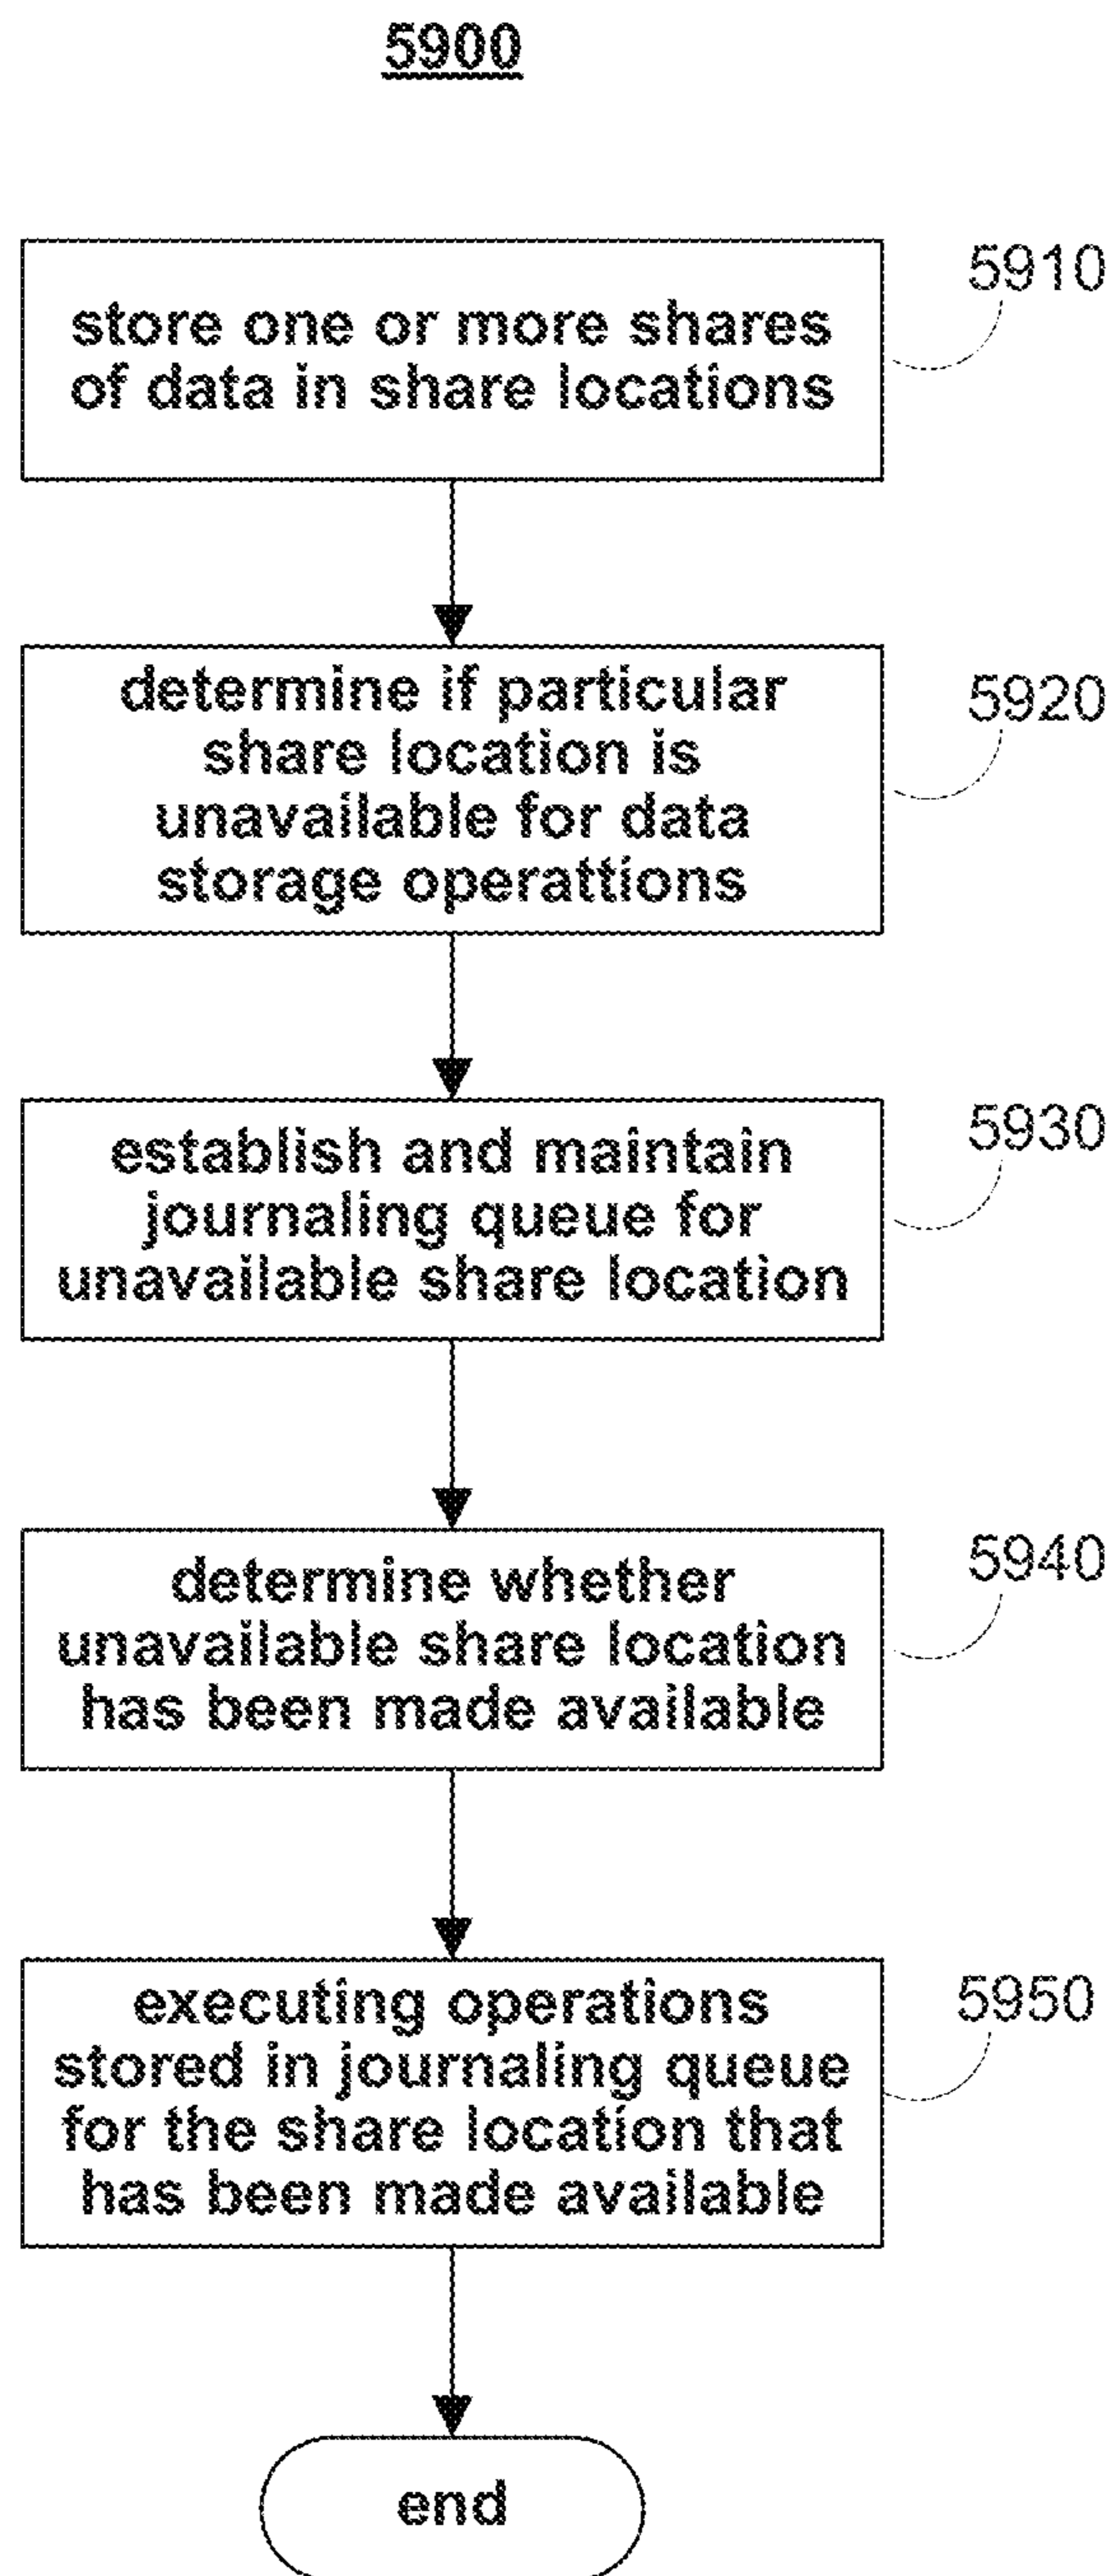 5900
store one or more shares
of data in share locations
5910
determine if particular
share location is
unavailable for data
storage operattions
5920
establish and maintain
journaling queue for
unavailable share location
5930
determine whether
unavailable share location
has been made available
5940
executing operations
stored in journaling queue
for the share location that
has been made available
5950
end